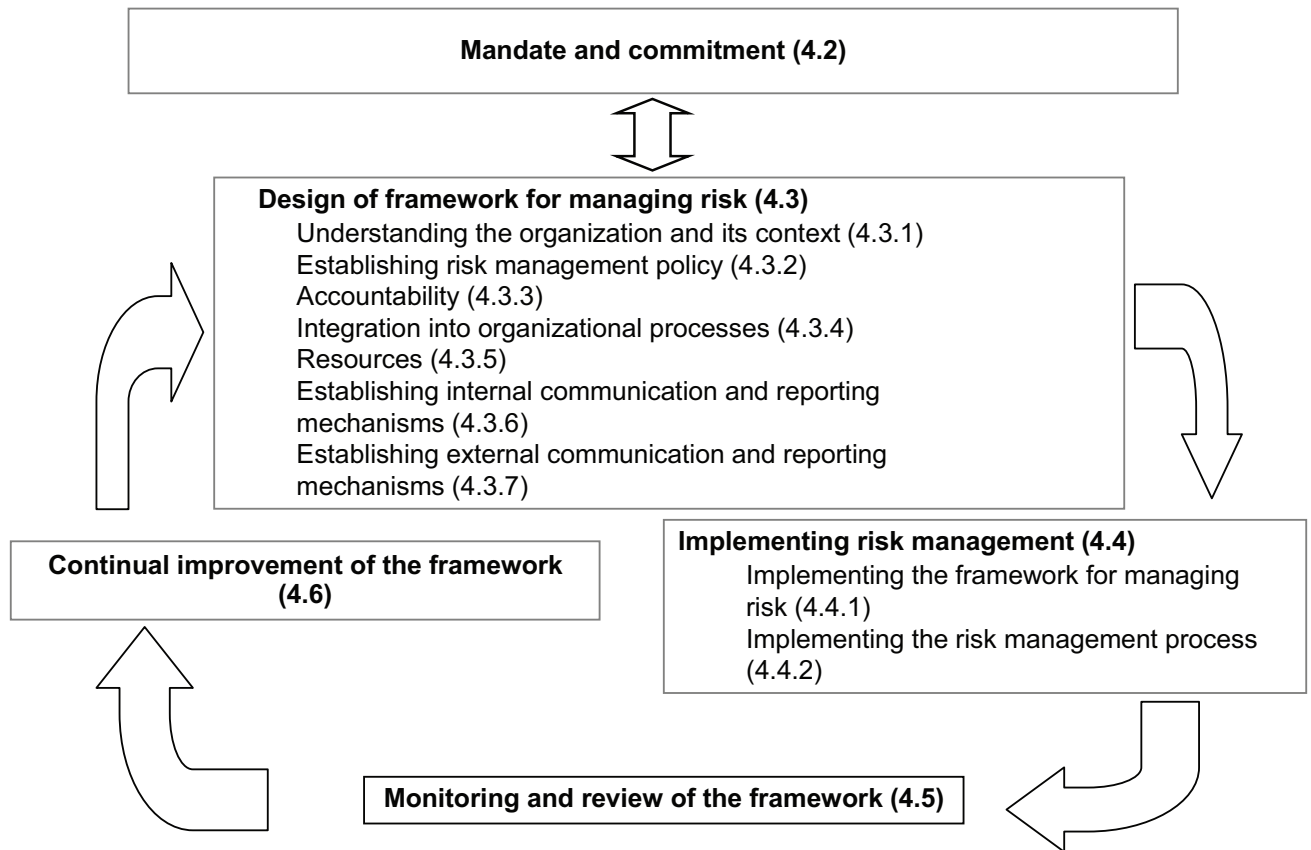 Mandate and commitment (4.2)
Design of framework for managing risk (4.3)
Understanding the organization and its context (4.3.1)
Establishing risk management policy (4.3.2)
Accountability (4.3.3)
Integration into organizational processes (4.3.4)
Resources (4.3.5)
Establishing internal communication and reporting
mechanisms (4.3.6)
Establishing external communication and reporting
mechanisms (4.3.7)
Implementing risk management (4.4)
Implementing the framework for managing
risk (4.4.1)
Implementing the risk management process
(4.4.2)
Monitoring and review of the framework (4.5)
Continual improvement of the framework
(4.6)